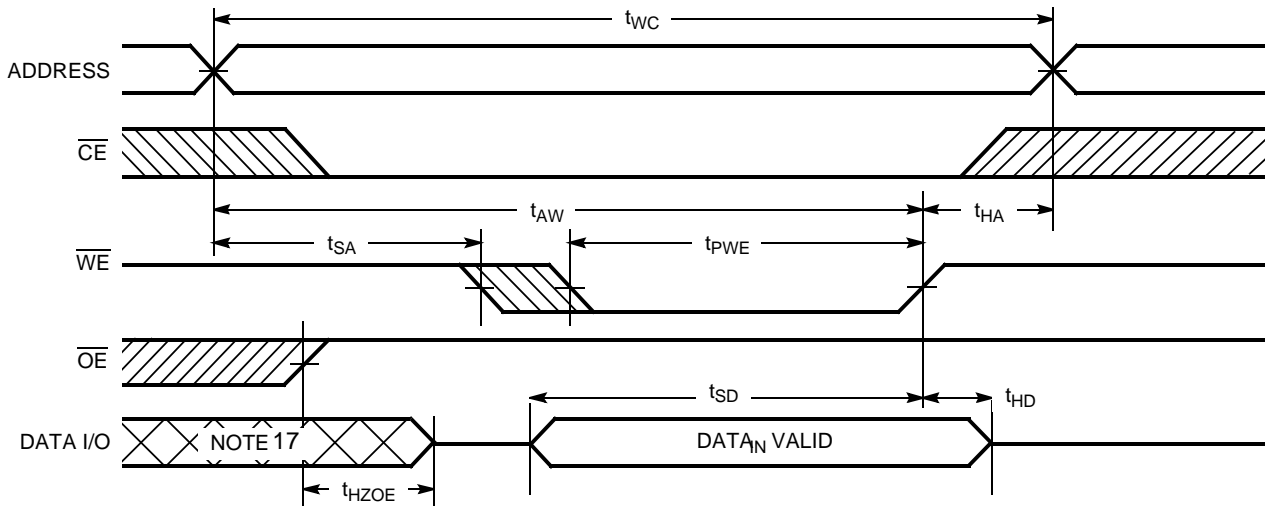 tWC
ADDRESS
CE
tAW
tHA
tSA
tPWE
WE
OE
tSD
tHD
DATA I/O
NOTE 17
DATAIN VALID
tHZOE